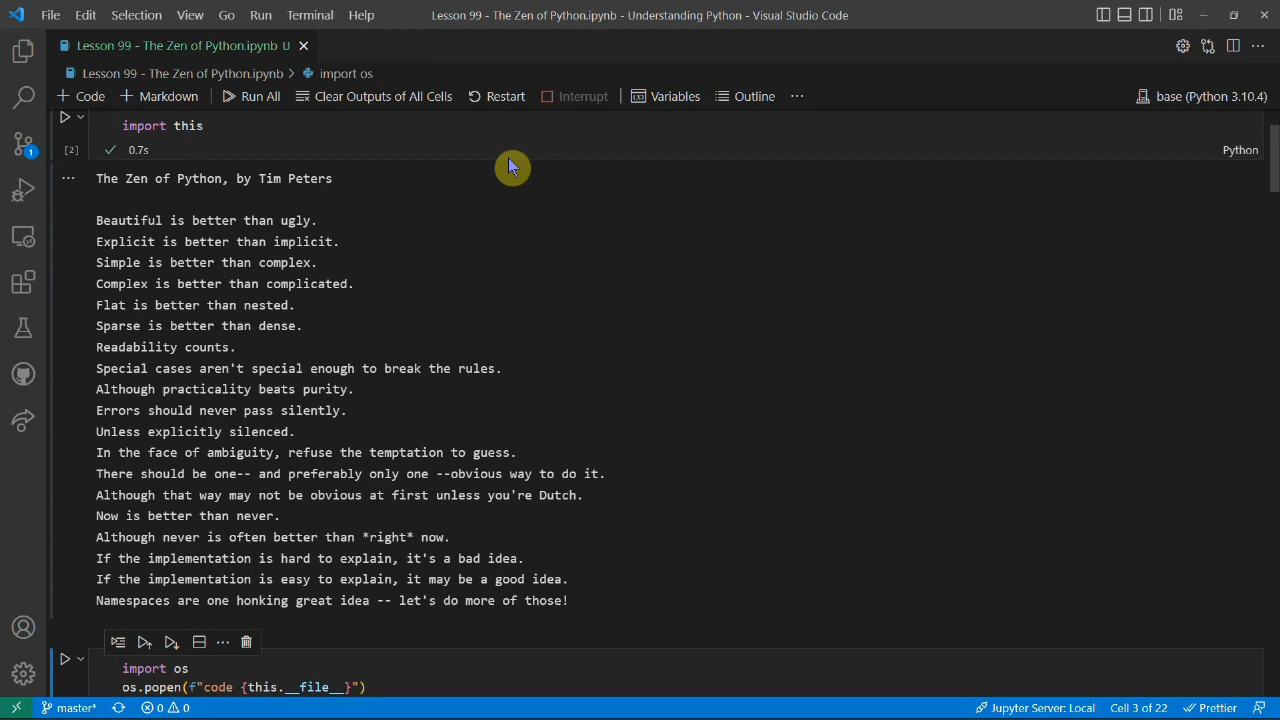 File Edit Selection View Go Run Terminal Help Lesson 99 - The Zen of Python.ipynb - Understanding Python - Visual Studio Code
Lesson 99 - The Zen of Python.ipynb U
Lesson 99 - The Zen of Python.ipynb > import os
+ Code + Markdown Run All Clear Outputs of All Cells Restart Interrupt Variables Outline ... base (Python 3.10.4)
import this
[2] 0.7s Python
The Zen of Python, by Tim Peters
Beautiful is better than ugly.
Explicit is better than implicit.
Simple is better than complex.
Complex is better than complicated.
Flat is better than nested.
Sparse is better than dense.
Readability counts.
Special cases aren't special enough to break the rules.
Although practicality beats purity.
Errors should never pass silently.
Unless explicitly silenced.
In the face of ambiguity, refuse the temptation to guess.
There should be one-- and preferably only one --obvious way to do it.
Although that way may not be obvious at first unless you're Dutch.
Now is better than never.
Although never is often better than *right* now.
If the implementation is hard to explain, it's a bad idea.
If the implementation is easy to explain, it may be a good idea.
Namespaces are one honking great idea -- let's do more of those!
import os
os.popen(f"code {this.__file__}")
1
master* 0 0 Jupyter Server: Local Cell 3 of 22 Prettier